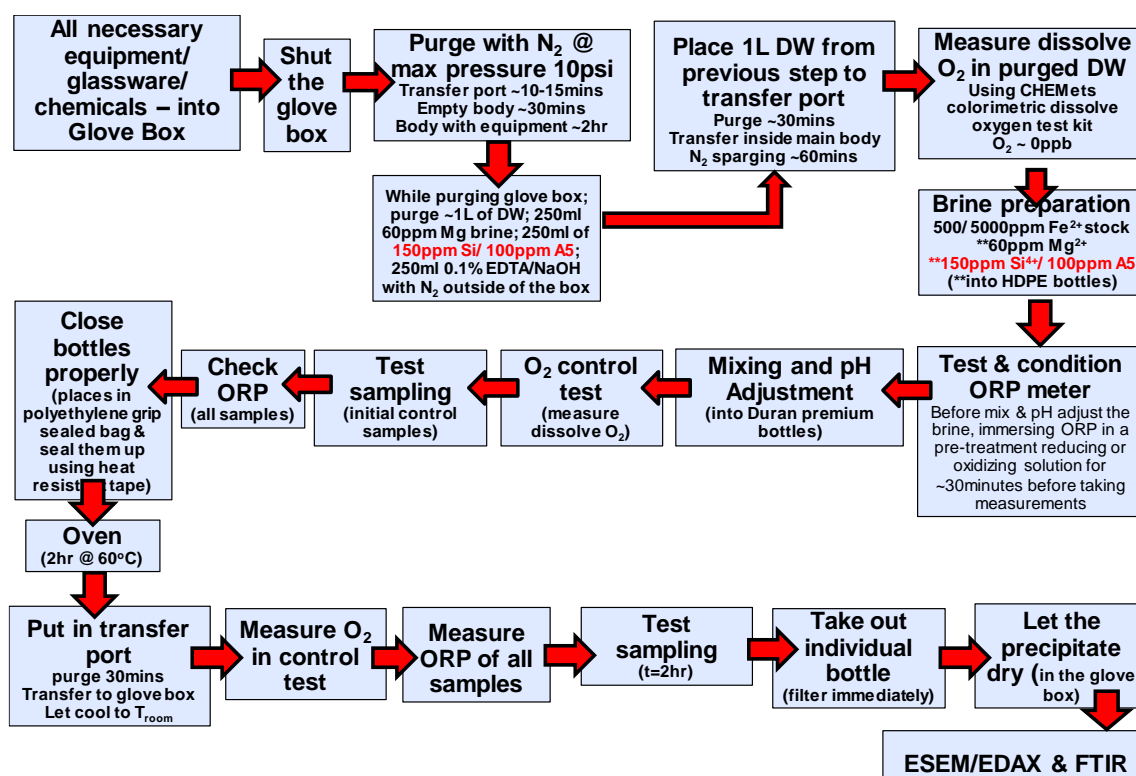 All necessary
equipment/
glassware/
chemicals – into
Glove Box
Shut
the
glove
box
Purge with N₂ @
max pressure 10psi
Transfer port ~10-15mins
Empty body ~30mins
Body with equipment ~2hr
While purging glove box;
purge ~1L of DW; 250ml
60ppm Mg brine; 250ml of
150ppm Si/ 100ppm A5;
250ml 0.1% EDTA/NaOH
with N₂ outside of the box
Place 1L DW from
previous step to
transfer port
Purge ~30mins
Transfer inside main body
N₂ sparging ~60mins
Measure dissolve
O₂ in purged DW
Using CHEMets
colorimetric dissolve
oxygen test kit
O₂ ~ 0ppb
Brine preparation
500/ 5000ppm Fe²⁺ stock
**60ppm Mg²⁺
**150ppm Si⁴⁺/ 100ppm A5
(**into HDPE bottles)
Test & condition
ORP meter
Before mix & pH adjust the
brine, immersing ORP in a
pre-treatment reducing or
oxidizing solution for
~30minutes before taking
measurements
Mixing and pH
Adjustment
(into Duran premium
bottles)
O₂ control
test
(measure
dissolve O₂)
Test
sampling
(initial control
samples)
Check
ORP
(all samples)
Close
bottles
properly
(places in
polyethylene grip
sealed bag &
seal them up
using heat
tape)
Oven
(2hr @ 60°C)
Put in transfer
port
purge 30mins
Transfer to glove box
Let cool to Troom
Measure O₂
in control
test
Measure
ORP of all
samples
Test
sampling
(t=2hr)
Take out
individual
bottle
(filter immediately)
Let the
precipitate
dry (in the glove
box)
ESEM/EDAX & FTIR